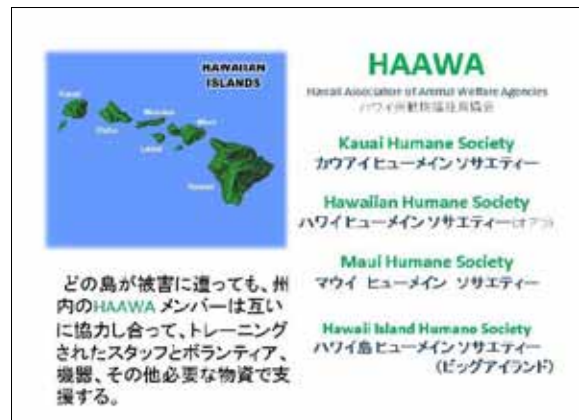 HAWAIIAN
ISLANDS
Kauai
Oahu
Molokai
Lanai
Maui
Hawaii
どの島が被害に遭っても、州
内のHAAWA メンバーは互い
に協力し合って、トレーニング
されたスタッフとボランティア、
機器、その他必要な物資で支
援する。
HAAWA
Hawaii Association of Animal Welfare Agencies
ハワイ州動物福祉局協会
Kauai Humane Society
カウアイヒューメイン ソサエティー
Hawaiian Humane Society
ハワイヒューメイン ソサエティー(オアフ)
Maui Humane Society
マウイ ヒューメイン ソサエティー
Hawaii Island Humane Society
ハワイ島 ヒューメイン ソサエティー
(ビッグアイランド)